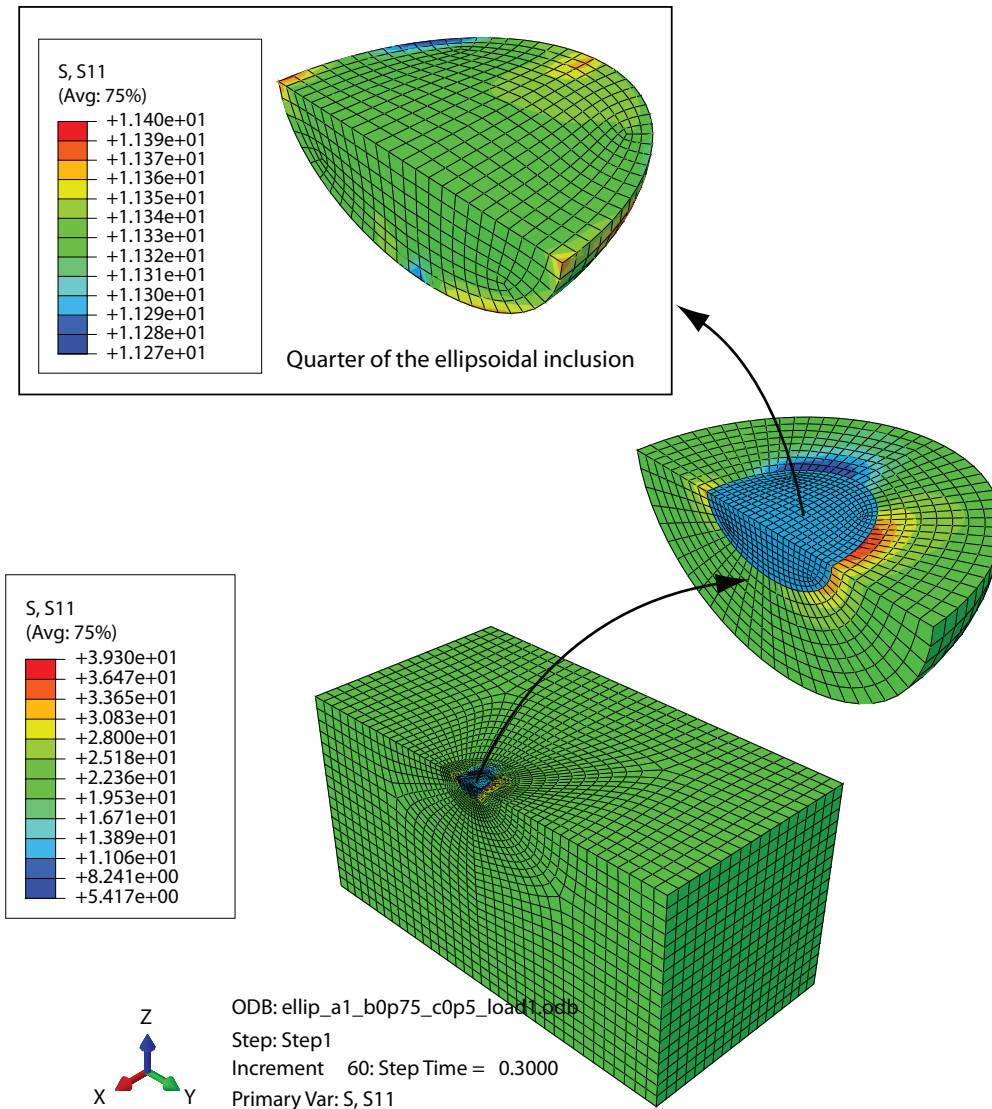 S, S11
(Avg: 75%)
+1.140e+01
+1.139e+01
+1.137e+01
+1.136e+01
+1.135e+01
+1.134e+01
+1.133e+01
+1.132e+01
+1.131e+01
+1.130e+01
+1.129e+01
+1.128e+01
+1.127e+01
Quarter of the ellipsoidal inclusion
S, S11
(Avg: 75%)
+3.930e+01
+3.647e+01
+3.365e+01
+3.083e+01
+2.800e+01
+2.518e+01
+2.236e+01
+1.953e+01
+1.671e+01
+1.389e+01
+1.106e+01
+8.241e+00
+5.417e+00
Z
X
Y
ODB: ellip_a1_b0p75_c0p5_load1.odb
Step: Step1
Increment 60: Step Time = 0.3000
Primary Var: S, S11